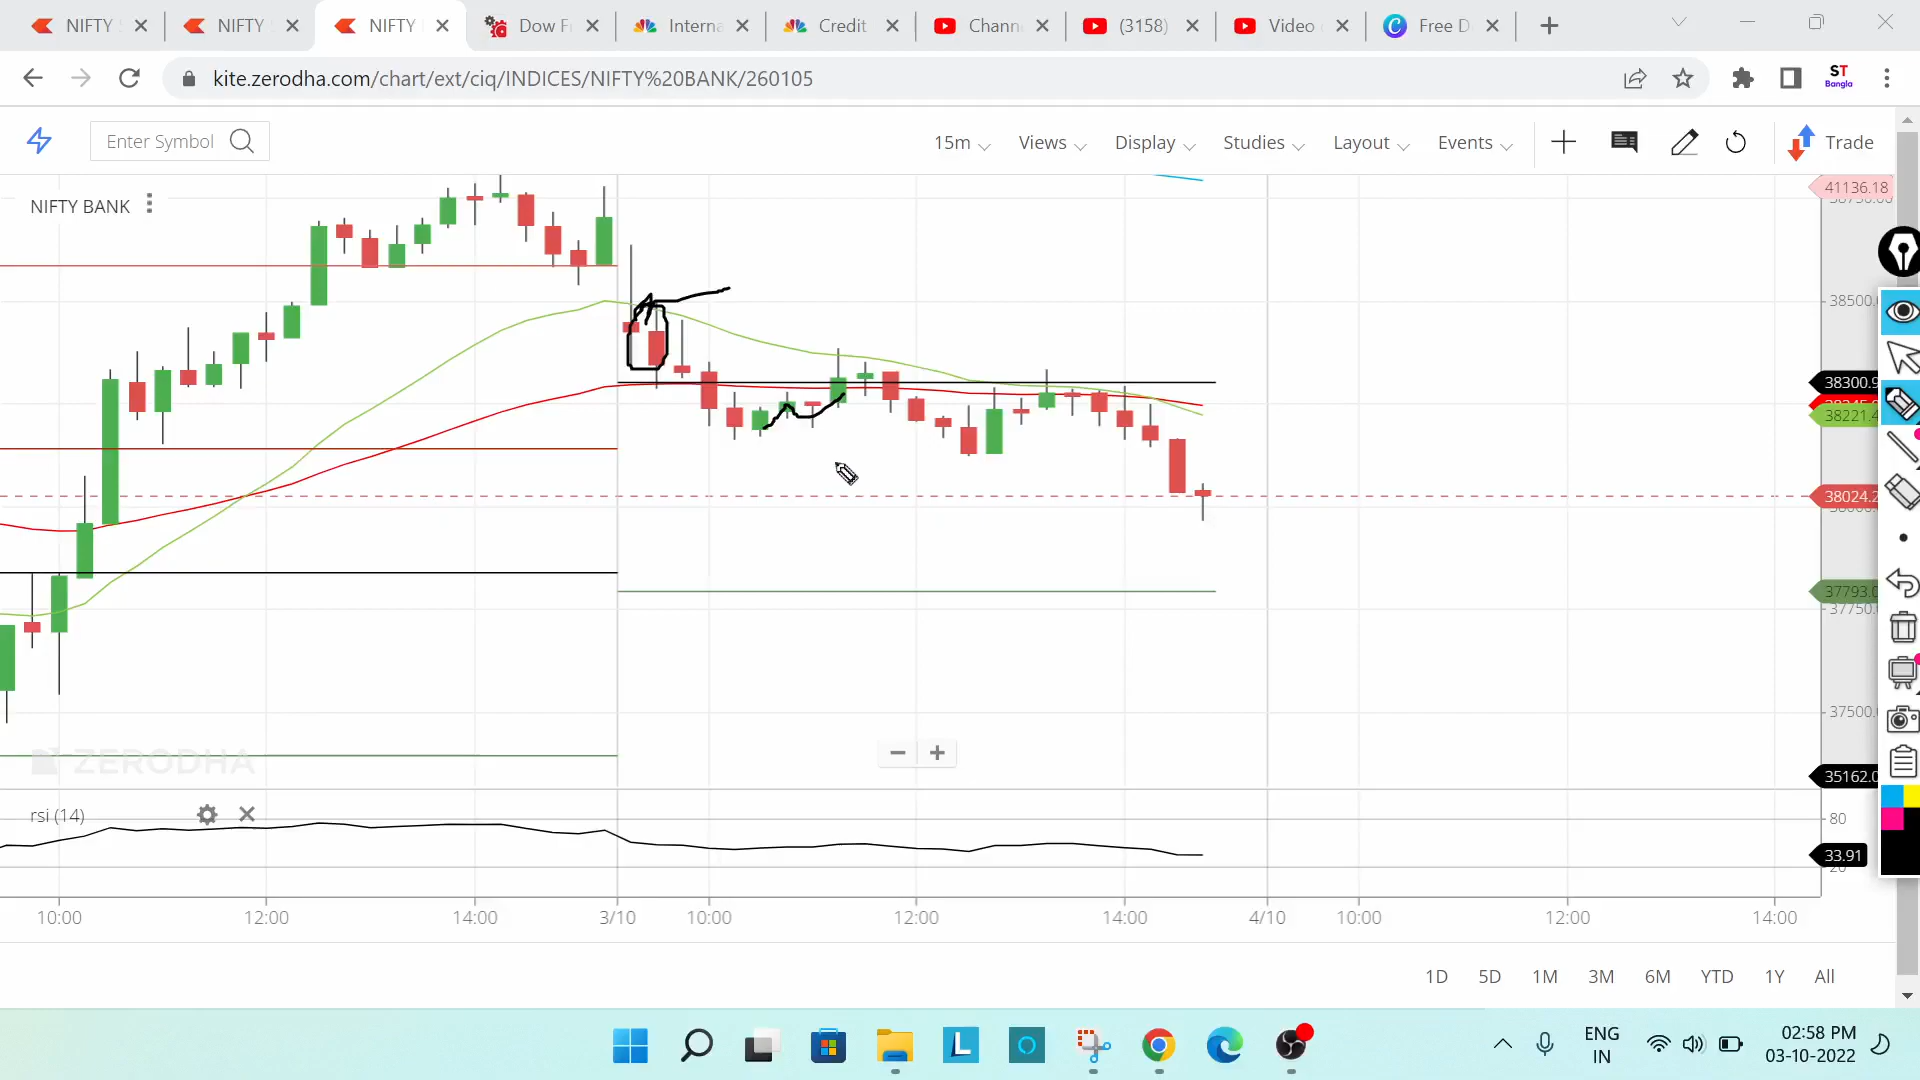 NIFTY
NIFTY
NIFTY
Dow F
Interna
Credit
Chann
(3158)
Video
Free D
kite.zerodha.com/chart/ext/ciq/INDICES/NIFTY%20BANK/260105
ST
Bangla
Enter Symbol
15m
Views
Display
Studies
Layout
Events
Trade
NIFTY BANK
41136.18
38500.
38300.9
38221.4
38024.2
37793.0
37750.
37500.
35162.0
ZERODHA
rsi (14)
80
33.91
20
10:00
12:00
14:00
3/10
10:00
12:00
14:00
4/10
10:00
12:00
14:00
1D
5D
1M
3M
6M
YTD
1Y
All
L
ENG
IN
02:58 PM
03-10-2022